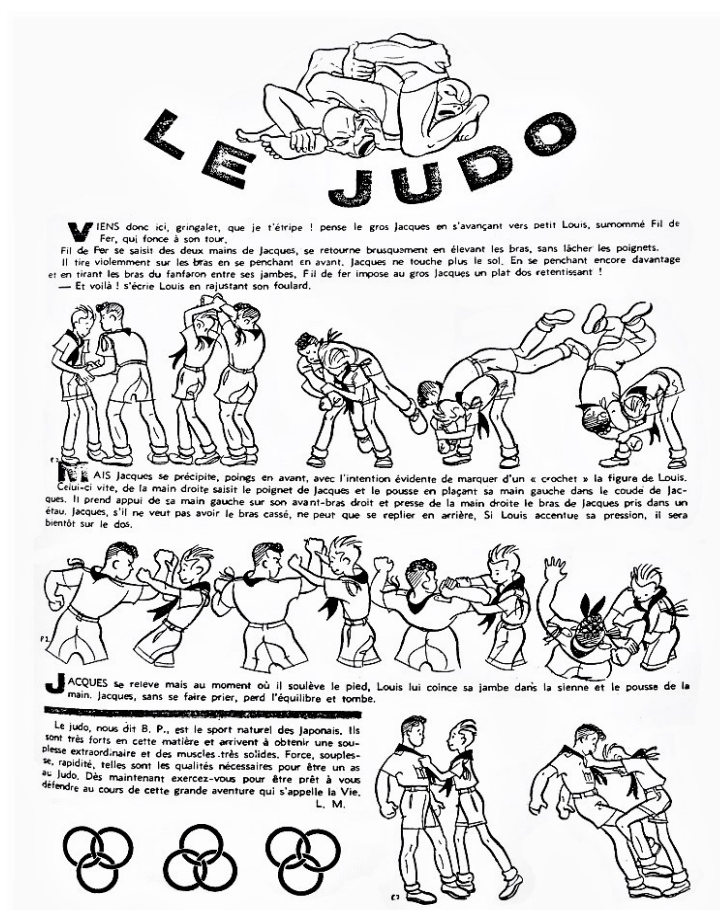 LE JUDO
VIENS donc ici, gringalet, que je t'étripe ! pense le gros Jacques en s'avançant vers petit Louis, surnommé Fil de
Fer, qui fonce à son tour.
Fil de Fer se saisit des deux mains de Jacques, se retourne brusquement en élevant les bras, sans lâcher les poignets.
Il tire violemment sur les bras en se penchant en avant. Jacques ne touche plus le sol. En se penchant encore davantage
et en tirant les bras du fanfaron entre ses jambes, Fil de fer impose au gros Jacques un plat dos retentissant !
— Et voilà ! s'écrie Louis en rajustant son foulard.
MAIS Jacques se précipite, poings en avant, avec l'intention évidente de marquer d'un « crochet » la figure de Louis.
Celui-ci vite, de la main droite saisit le poignet de Jacques et le pousse en plaçant sa main gauche dans le coude de Jac-
ques. Il prend appui de sa main gauche sur son avant-bras droit et presse de la main droite le bras de Jacques pris dans un
étau. Jacques, s'il ne veut pas avoir le bras cassé, ne peut que se replier en arrière. Si Louis accentue sa pression, il sera
bientôt sur le dos.
JACQUES se releve mais au moment où il soulève le pied, Louis lui coince sa jambe dans la sienne et le pousse de la
main. Jacques, sans se faire prier, perd l'équilibre et tombe.
Le judo, nous dit B. P., est le sport naturel des Japonais. Ils
sont très forts en cette matière et arrivent à obtenir une sou-
plesse extraordinaire et des muscles très solides. Force, souples-
se, rapidité, telles sont les qualités nécessaires pour être un as
au Judo. Dès maintenant exercez-vous pour être prêt à vous
défendre au cours de cette grande aventure qui s'appelle la Vie.
L. M.